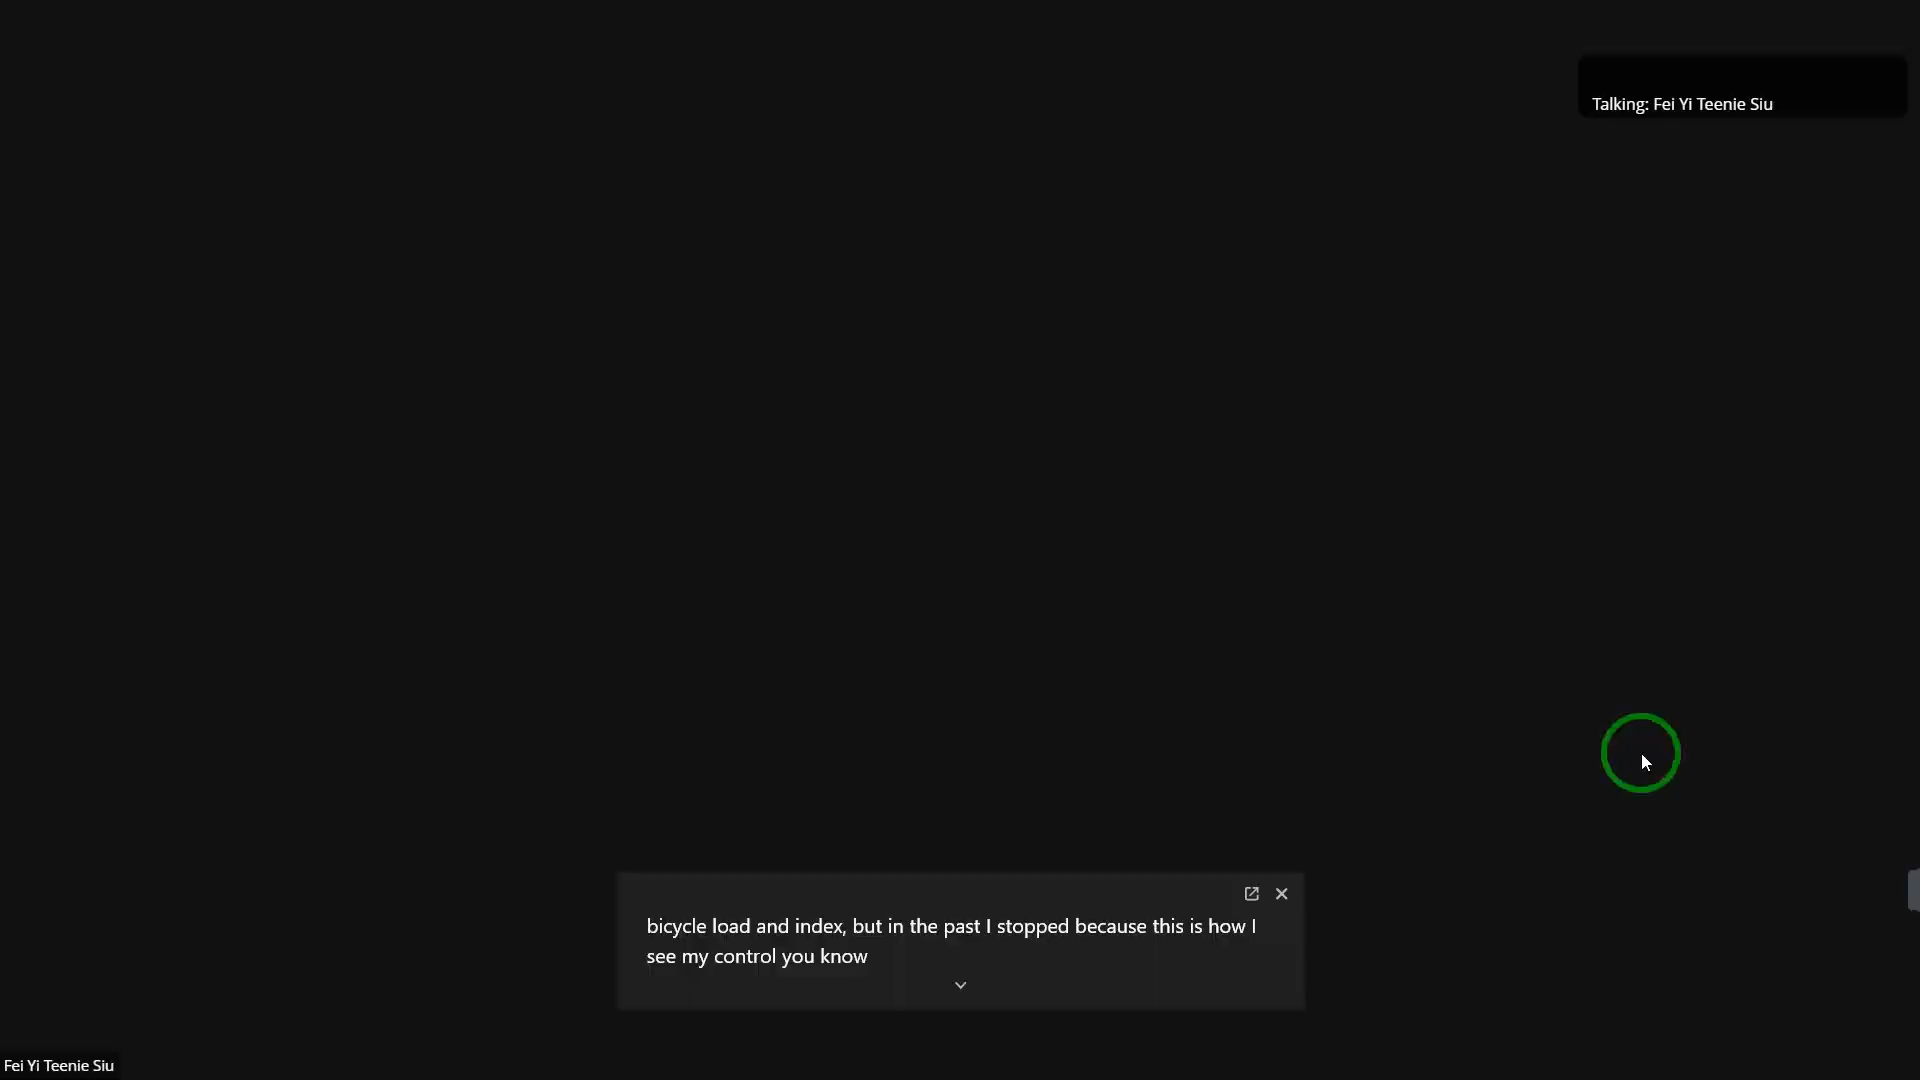 Talking: Fei Yi Teenie Siu
bicycle load and index, but in the past I stopped because this is how I
see my control you know
Fei Yi Teenie Siu